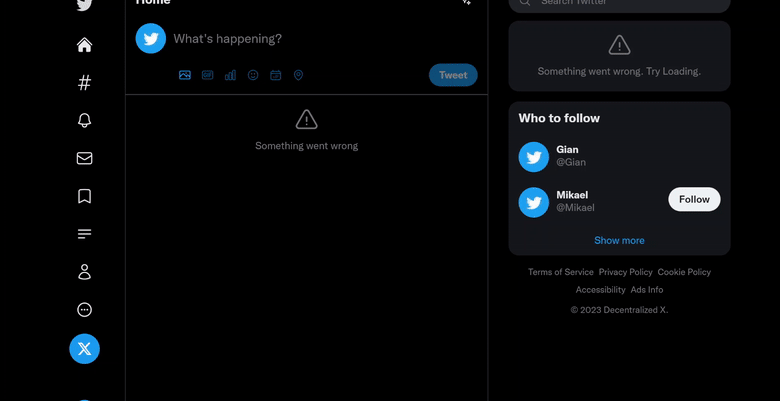 Home
Search Twitter
What's happening?
GIF
Tweet
Something went wrong
Something went wrong. Try Loading.
Who to follow
Gian
@Gian
Mikael
@Mikael
Follow
Show more
Terms of Service Privacy Policy Cookie Policy
Accessibility Ads Info
© 2023 Decentralized X.